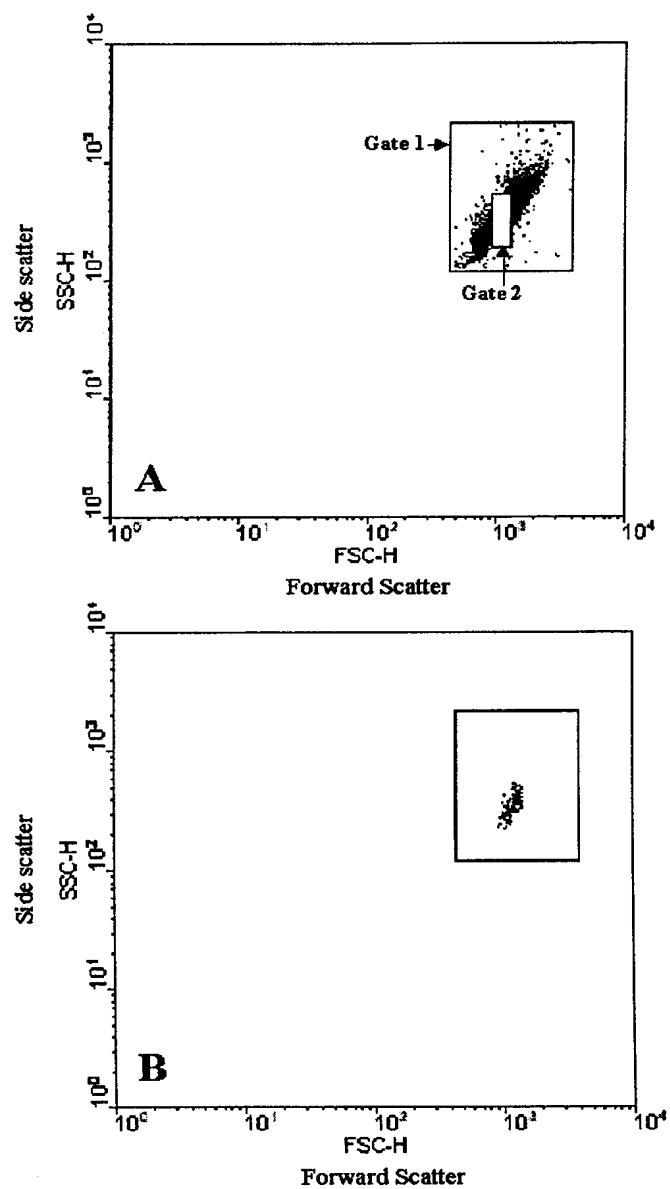 10⁴
Gate 1
10³
Side scatter
SSC-H
10²
Gate 2
10¹
A
10⁰
10⁰ 10¹ 10² 10³ 10⁴
FSC-H
Forward Scatter
10⁴
10³
Side scatter
SSC-H
10²
10¹
B
10⁰
10⁰ 10¹ 10² 10³ 10⁴
FSC-H
Forward Scatter